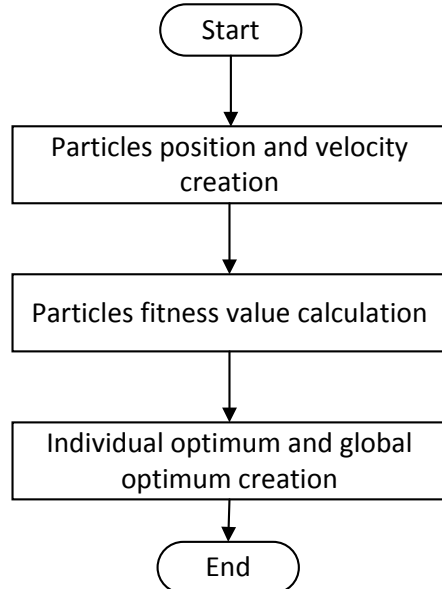 Start
Particles position and velocity
creation
Particles fitness value calculation
Individual optimum and global
optimum creation
End